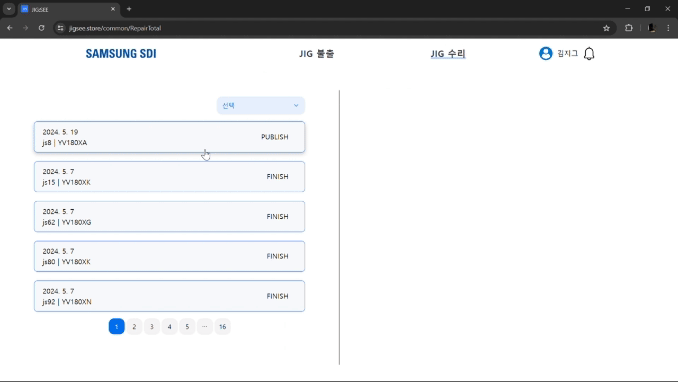 JIGSEE
jigsee.store/common/RepairTotal
SAMSUNG SDI
JIG 불출
JIG 수리
김지그
선택
2024. 5. 19
js8 | YV180XA
PUBLISH
2024. 5. 7
js15 | YV180XK
FINISH
2024. 5. 7
js62 | YV180XG
FINISH
2024. 5. 7
js80 | YV180XK
FINISH
2024. 5. 7
js92 | YV180XN
FINISH
1 2 3 4 5 ··· 16